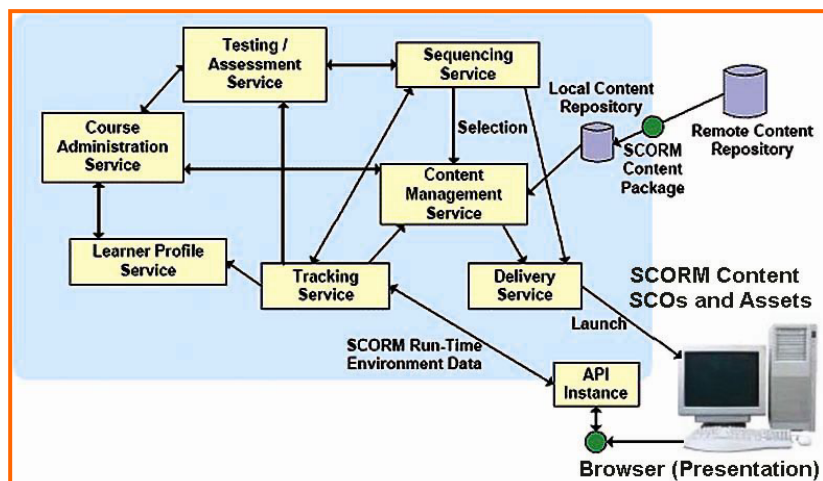 Testing /
Assessment
Service
Sequencing
Service
Local Content
Repository
Remote Content
Repository
Selection
SCORM
Content
Package
Course
Administration
Service
Content
Management
Service
Learner Profile
Service
Tracking
Service
Delivery
Service
SCORM Content
SCOs and Assets
Launch
SCORM Run-Time
Environment Data
API
Instance
Browser (Presentation)